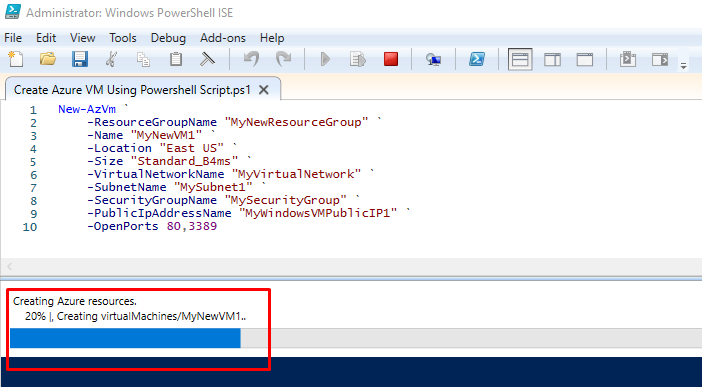 Administrator: Windows PowerShell ISE
File Edit View Tools Debug Add-ons Help
Create Azure VM Using Powershell Script.ps1 X
1 New-AzVm `
2 -ResourceGroupName "MyNewResourceGroup" `
3 -Name "MyNewVM1" `
4 -Location "East US" `
5 -Size "Standard_B4ms" `
6 -VirtualNetworkName "MyVirtualNetwork" `
7 -SubnetName "MySubnet1" `
8 -SecurityGroupName "MySecurityGroup" `
9 -PublicIpAddressName "MyWindowsVMPublicIP1" `
10 -OpenPorts 80,3389
Creating Azure resources.
20% |, Creating virtualMachines/MyNewVM1..